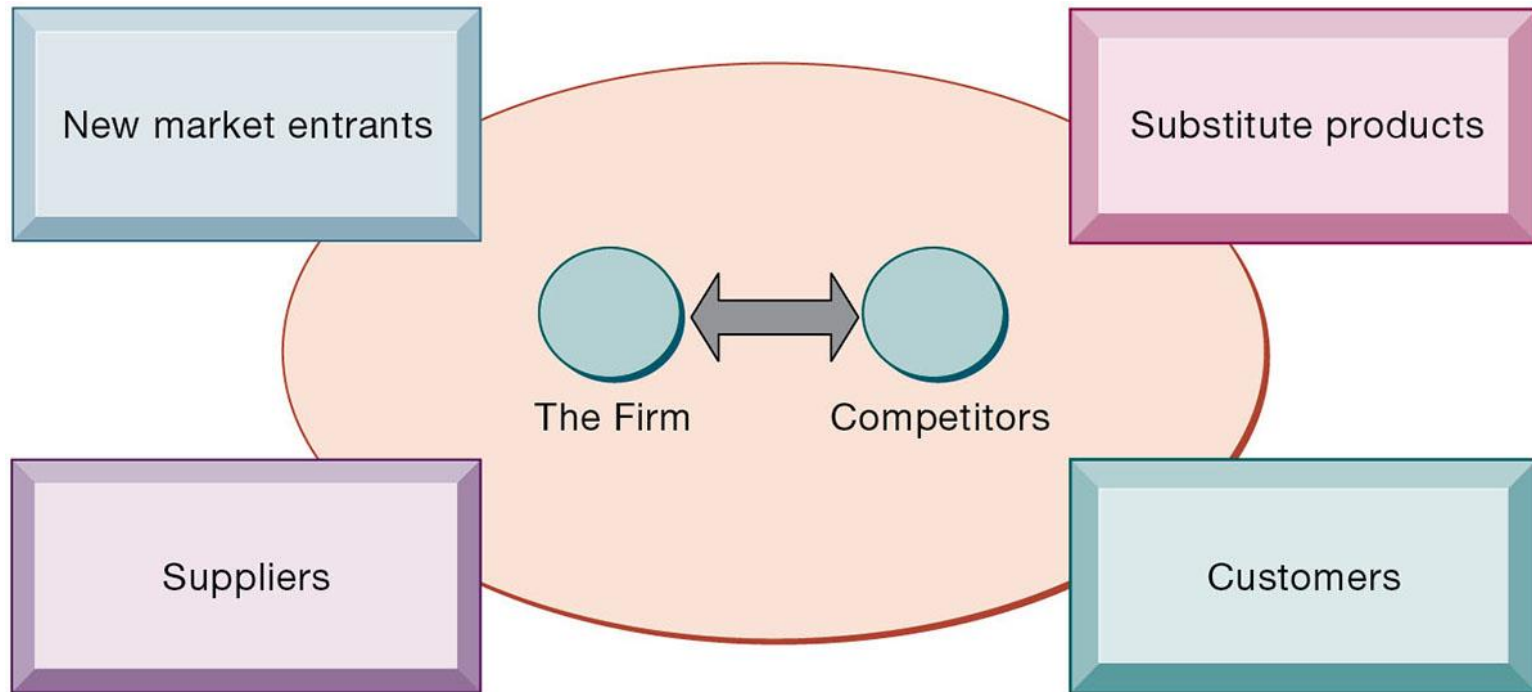 New market entrants
Substitute products
The Firm
Competitors
Suppliers
Customers